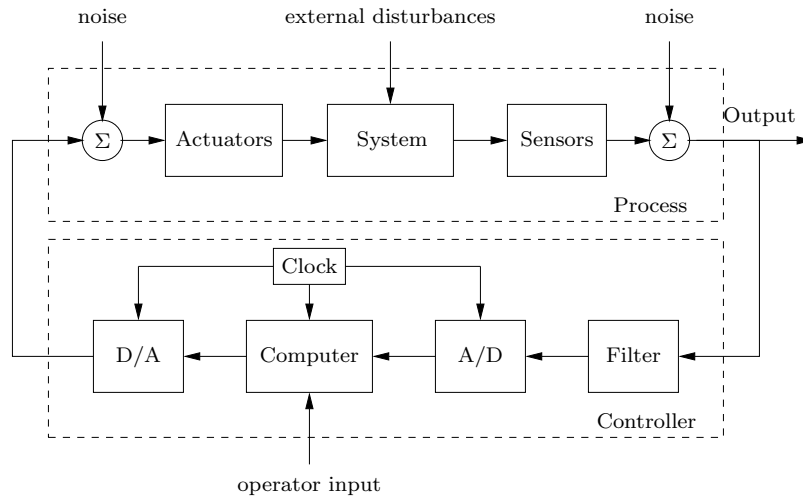 noise
external disturbances
noise
Output
Σ
Actuators
System
Sensors
Σ
Process
Clock
D/A
Computer
A/D
Filter
Controller
operator input